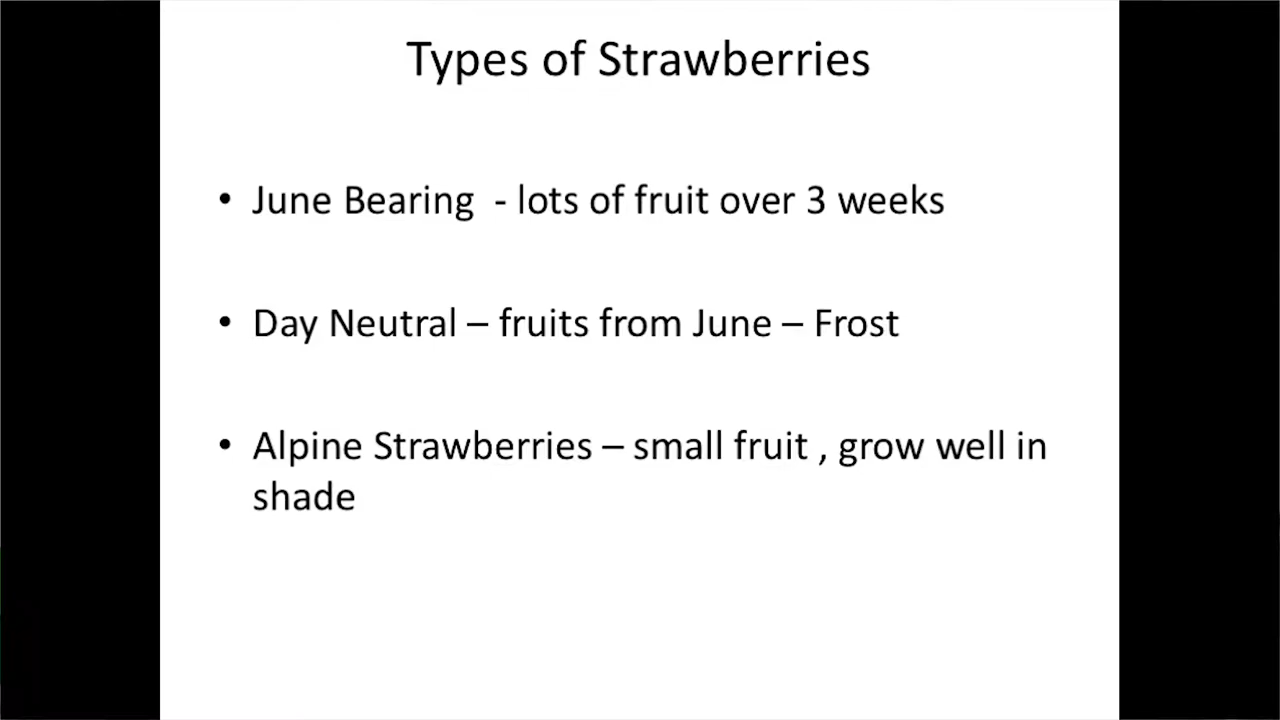 Types of Strawberries
• June Bearing  - lots of fruit over 3 weeks
• Day Neutral – fruits from June – Frost
• Alpine Strawberries – small fruit , grow well in
shade